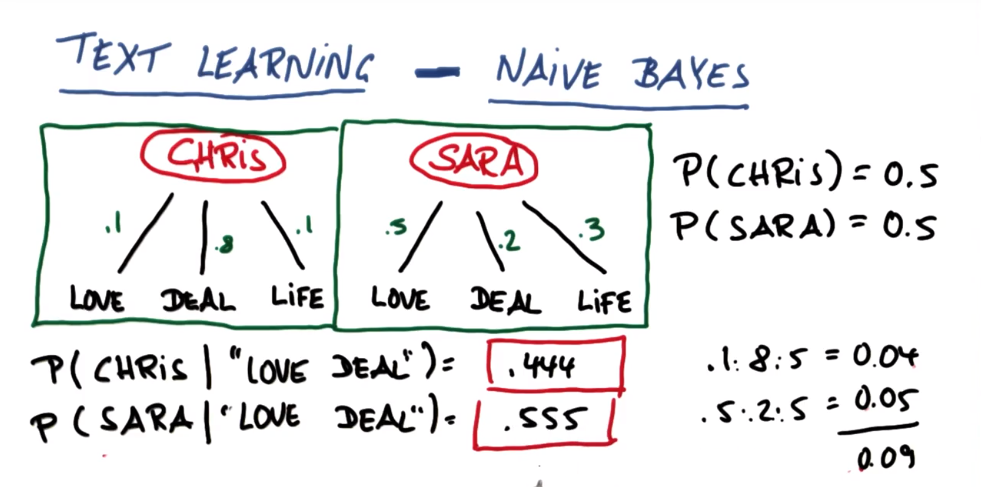 TEXT LEARNING — NAIVE BAYES
CHRIS
.1 .8 .1
LOVE DEAL LIFE
SARA
.5 .2 .3
LOVE DEAL LIFE
P(CHRIS) = 0.5
P(SARA) = 0.5
P(CHRIS | "LOVE DEAL") = .444
P(SARA | "LOVE DEAL") = .555
.1·.8·.5 = 0.04
.5·.2·.5 = 0.05
0.09